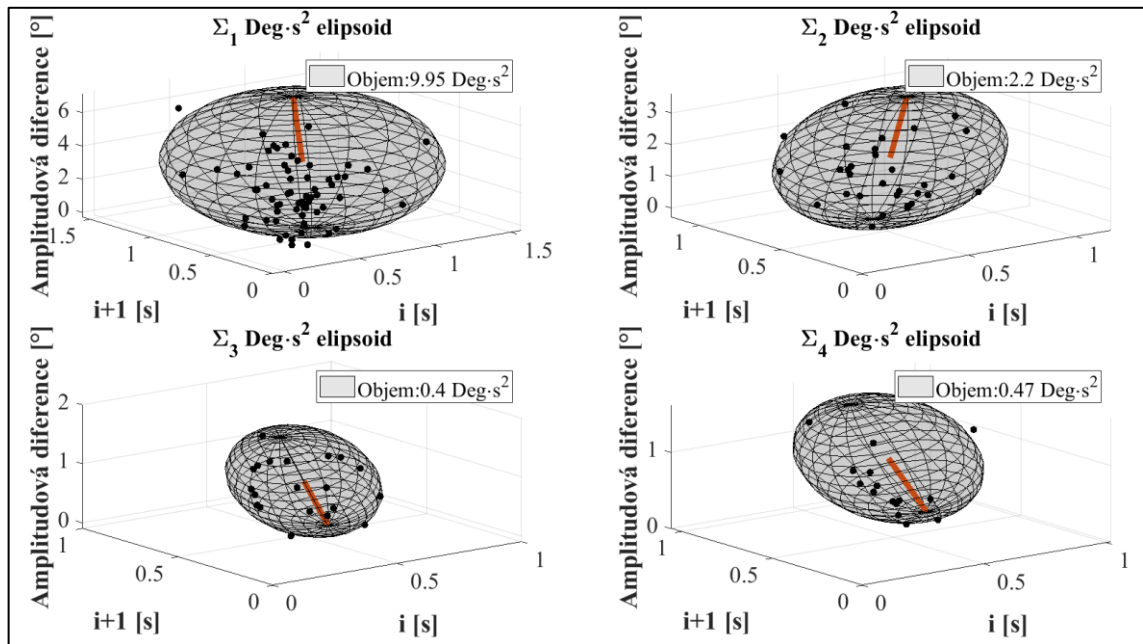 Σ₁ Deg·s² elipsoid
Objem:9.95 Deg·s²
Amplitudová diference [°]
6
4
2
0
1.5
1
0.5
0
i+1 [s]
0
0.5
1
1.5
i [s]
Σ₂ Deg·s² elipsoid
Objem:2.2 Deg·s²
Amplitudová diference [°]
3
2
1
0
1
0.5
0
i+1 [s]
0
0.5
1
i [s]
Σ₃ Deg·s² elipsoid
Objem:0.4 Deg·s²
Amplitudová diference [°]
2
1
0
1
0.5
0
i+1 [s]
0
0.5
1
i [s]
Σ₄ Deg·s² elipsoid
Objem:0.47 Deg·s²
Amplitudová diference [°]
1
0
1
0.5
0
i+1 [s]
0
0.5
1
i [s]